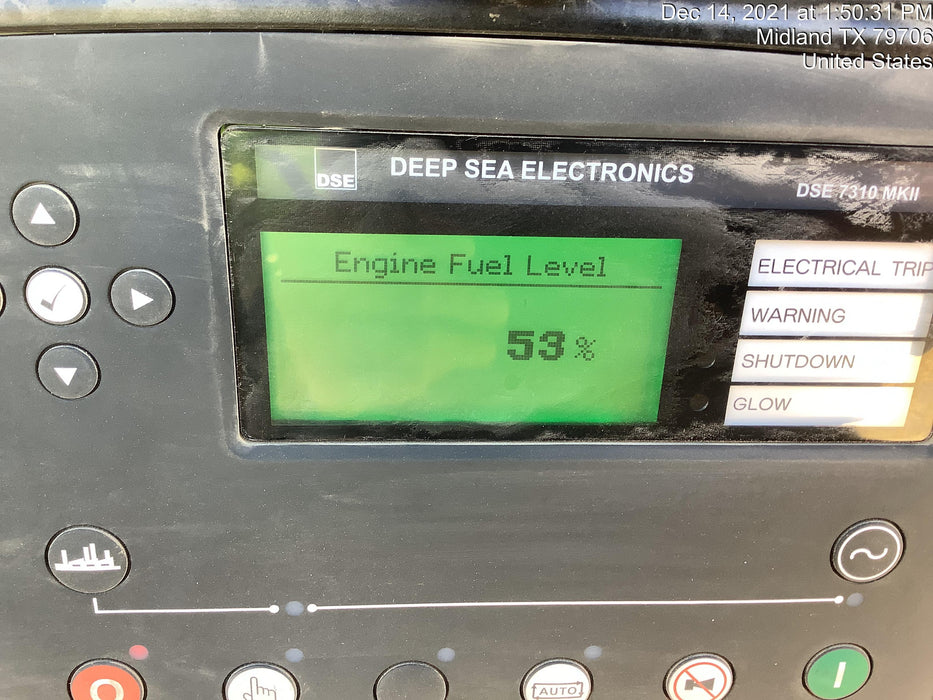 Dec 14, 2021 at 1:50:31 PM
Midland TX 79706
United States
DSE
DEEP SEA ELECTRONICS
DSE 7310 MKII
Engine Fuel Level
53 %
ELECTRICAL TRIP
WARNING
SHUTDOWN
GLOW
AUTO